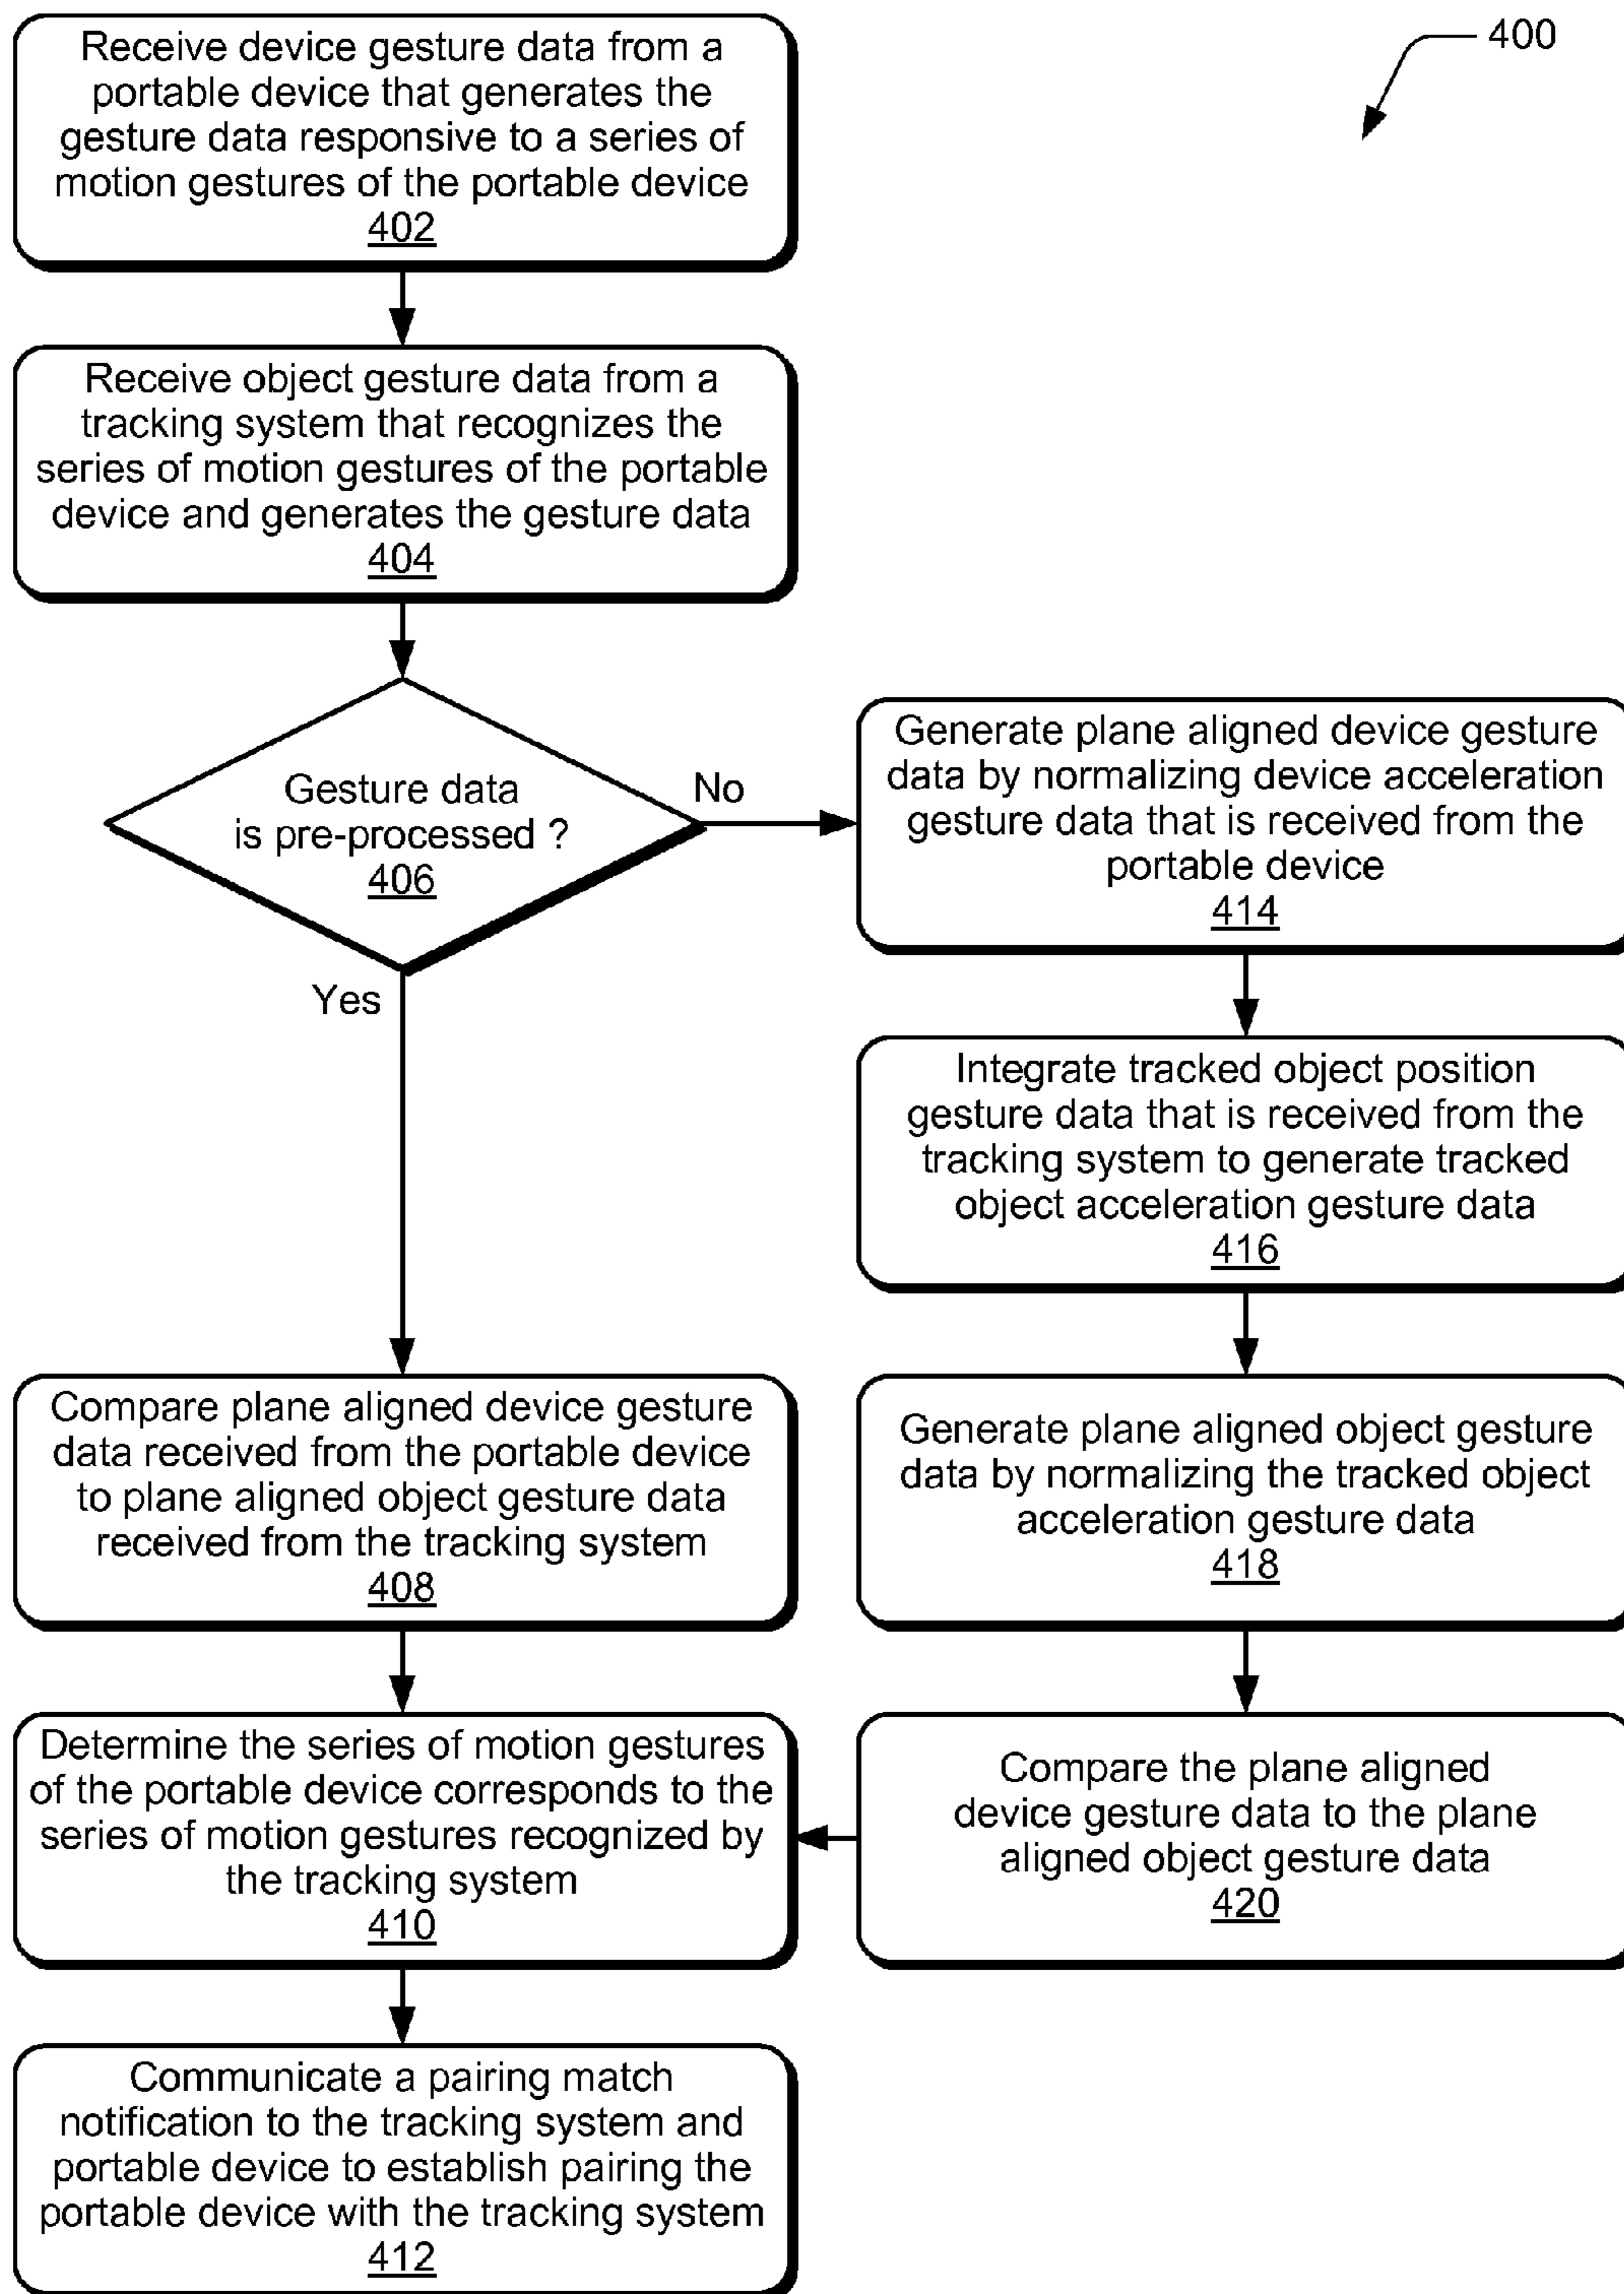 400
Receive device gesture data from a
portable device that generates the
gesture data responsive to a series of
motion gestures of the portable device
402
Receive object gesture data from a
tracking system that recognizes the
series of motion gestures of the portable
device and generates the gesture data
404
Gesture data
is pre-processed ?
406
No
Yes
Generate plane aligned device gesture
data by normalizing device acceleration
gesture data that is received from the
portable device
414
Integrate tracked object position
gesture data that is received from the
tracking system to generate tracked
object acceleration gesture data
416
Compare plane aligned device gesture
data received from the portable device
to plane aligned object gesture data
received from the tracking system
408
Generate plane aligned object gesture
data by normalizing the tracked object
acceleration gesture data
418
Determine the series of motion gestures
of the portable device corresponds to the
series of motion gestures recognized by
the tracking system
410
Compare the plane aligned
device gesture data to the plane
aligned object gesture data
420
Communicate a pairing match
notification to the tracking system and
portable device to establish pairing the
portable device with the tracking system
412